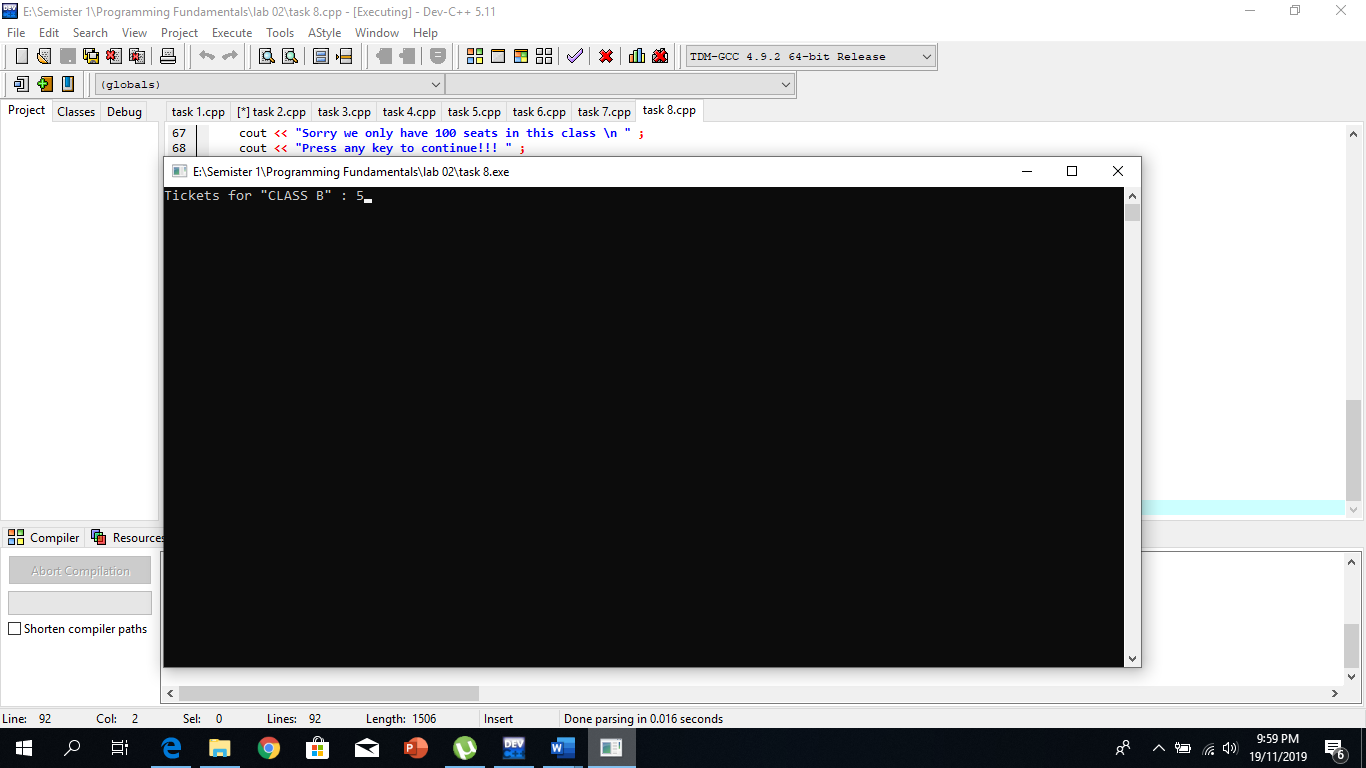 E:\Semister 1\Programming Fundamentals\lab 02\task 8.cpp - [Executing] - Dev-C++ 5.11
File Edit Search View Project Execute Tools AStyle Window Help
TDM-GCC 4.9.2 64-bit Release
(globals)
Project Classes Debug task 1.cpp [*] task 2.cpp task 3.cpp task 4.cpp task 5.cpp task 6.cpp task 7.cpp task 8.cpp
67 cout << "Sorry we only have 100 seats in this class \n " ;
68 cout << "Press any key to continue!!! " ;
E:\Semister 1\Programming Fundamentals\lab 02\task 8.exe
Tickets for "CLASS B" : 5
Compiler Resources
Abort Compilation
Shorten compiler paths
Line: 92 Col: 2 Sel: 0 Lines: 92 Length: 1506 Insert Done parsing in 0.016 seconds
DEV
9:59 PM
19/11/2019
6